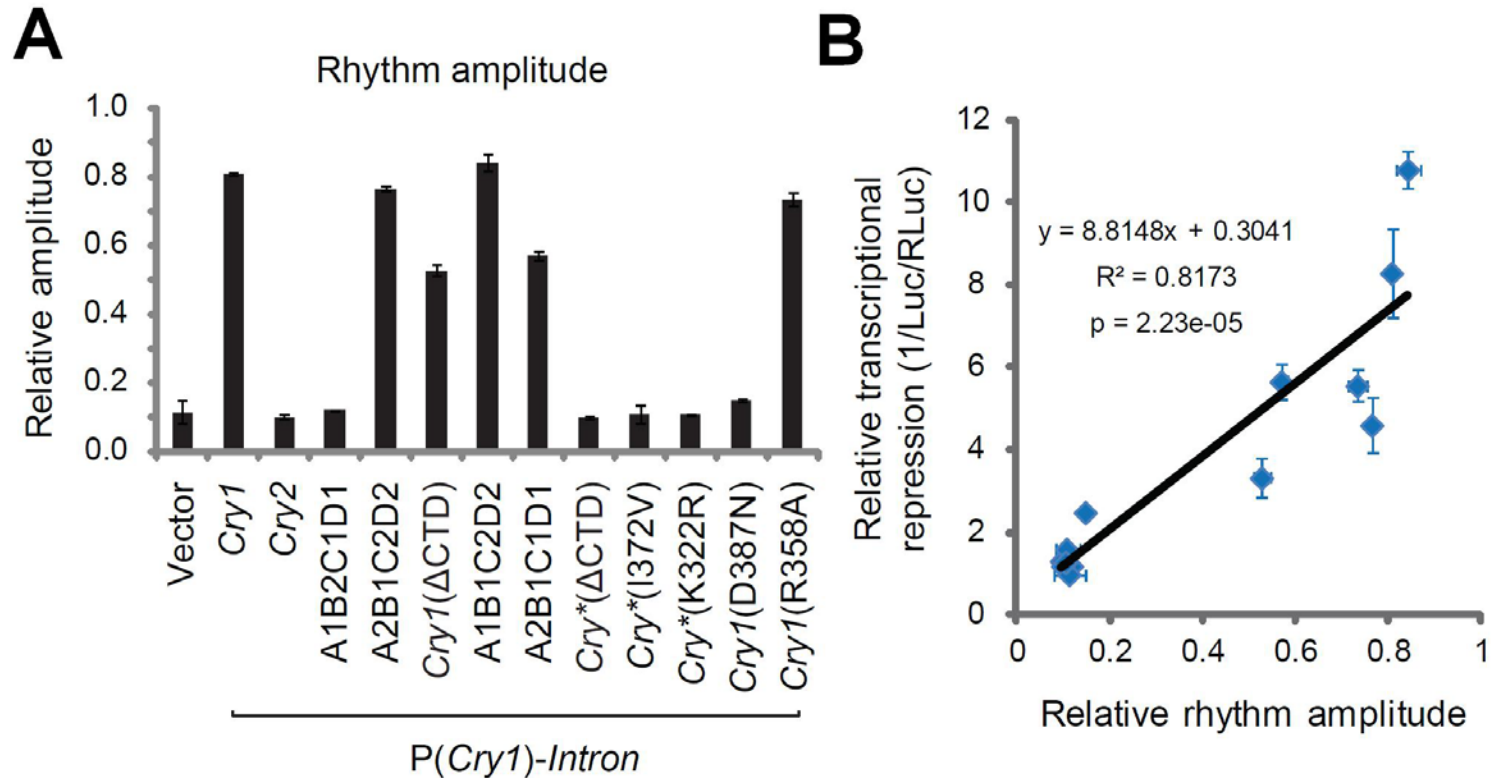 A
Rhythm amplitude
Relative amplitude
1.0
0.8
0.6
0.4
0.2
0.0
Vector
Cry1
Cry2
A1B2C1D1
A2B1C2D2
Cry1(ΔCTD)
A1B1C2D2
A2B1C1D1
Cry*(ΔCTD)
Cry*(I372V)
Cry*(K322R)
Cry1(D387N)
Cry1(R358A)
P(Cry1)-Intron
B
Relative transcriptional
repression (1/Luc/RLuc)
12
10
8
6
4
2
0
y = 8.8148x + 0.3041
R² = 0.8173
p = 2.23e-05
0 0.2 0.4 0.6 0.8 1
Relative rhythm amplitude